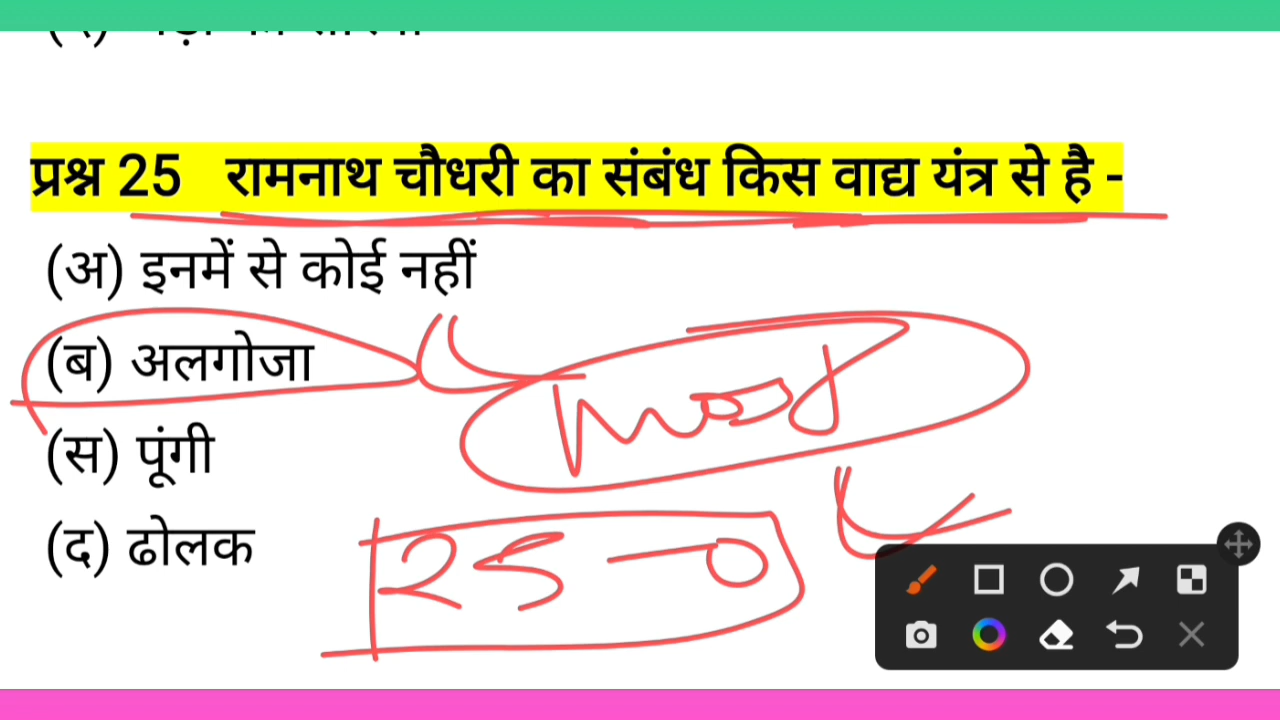 प्रश्न 25 रामनाथ चौधरी का संबंध किस वाद्य यंत्र से है -
(अ) इनमें से कोई नहीं
(ब) अलगोजा
(स) पूंगी
(द) ढोलक
25-0